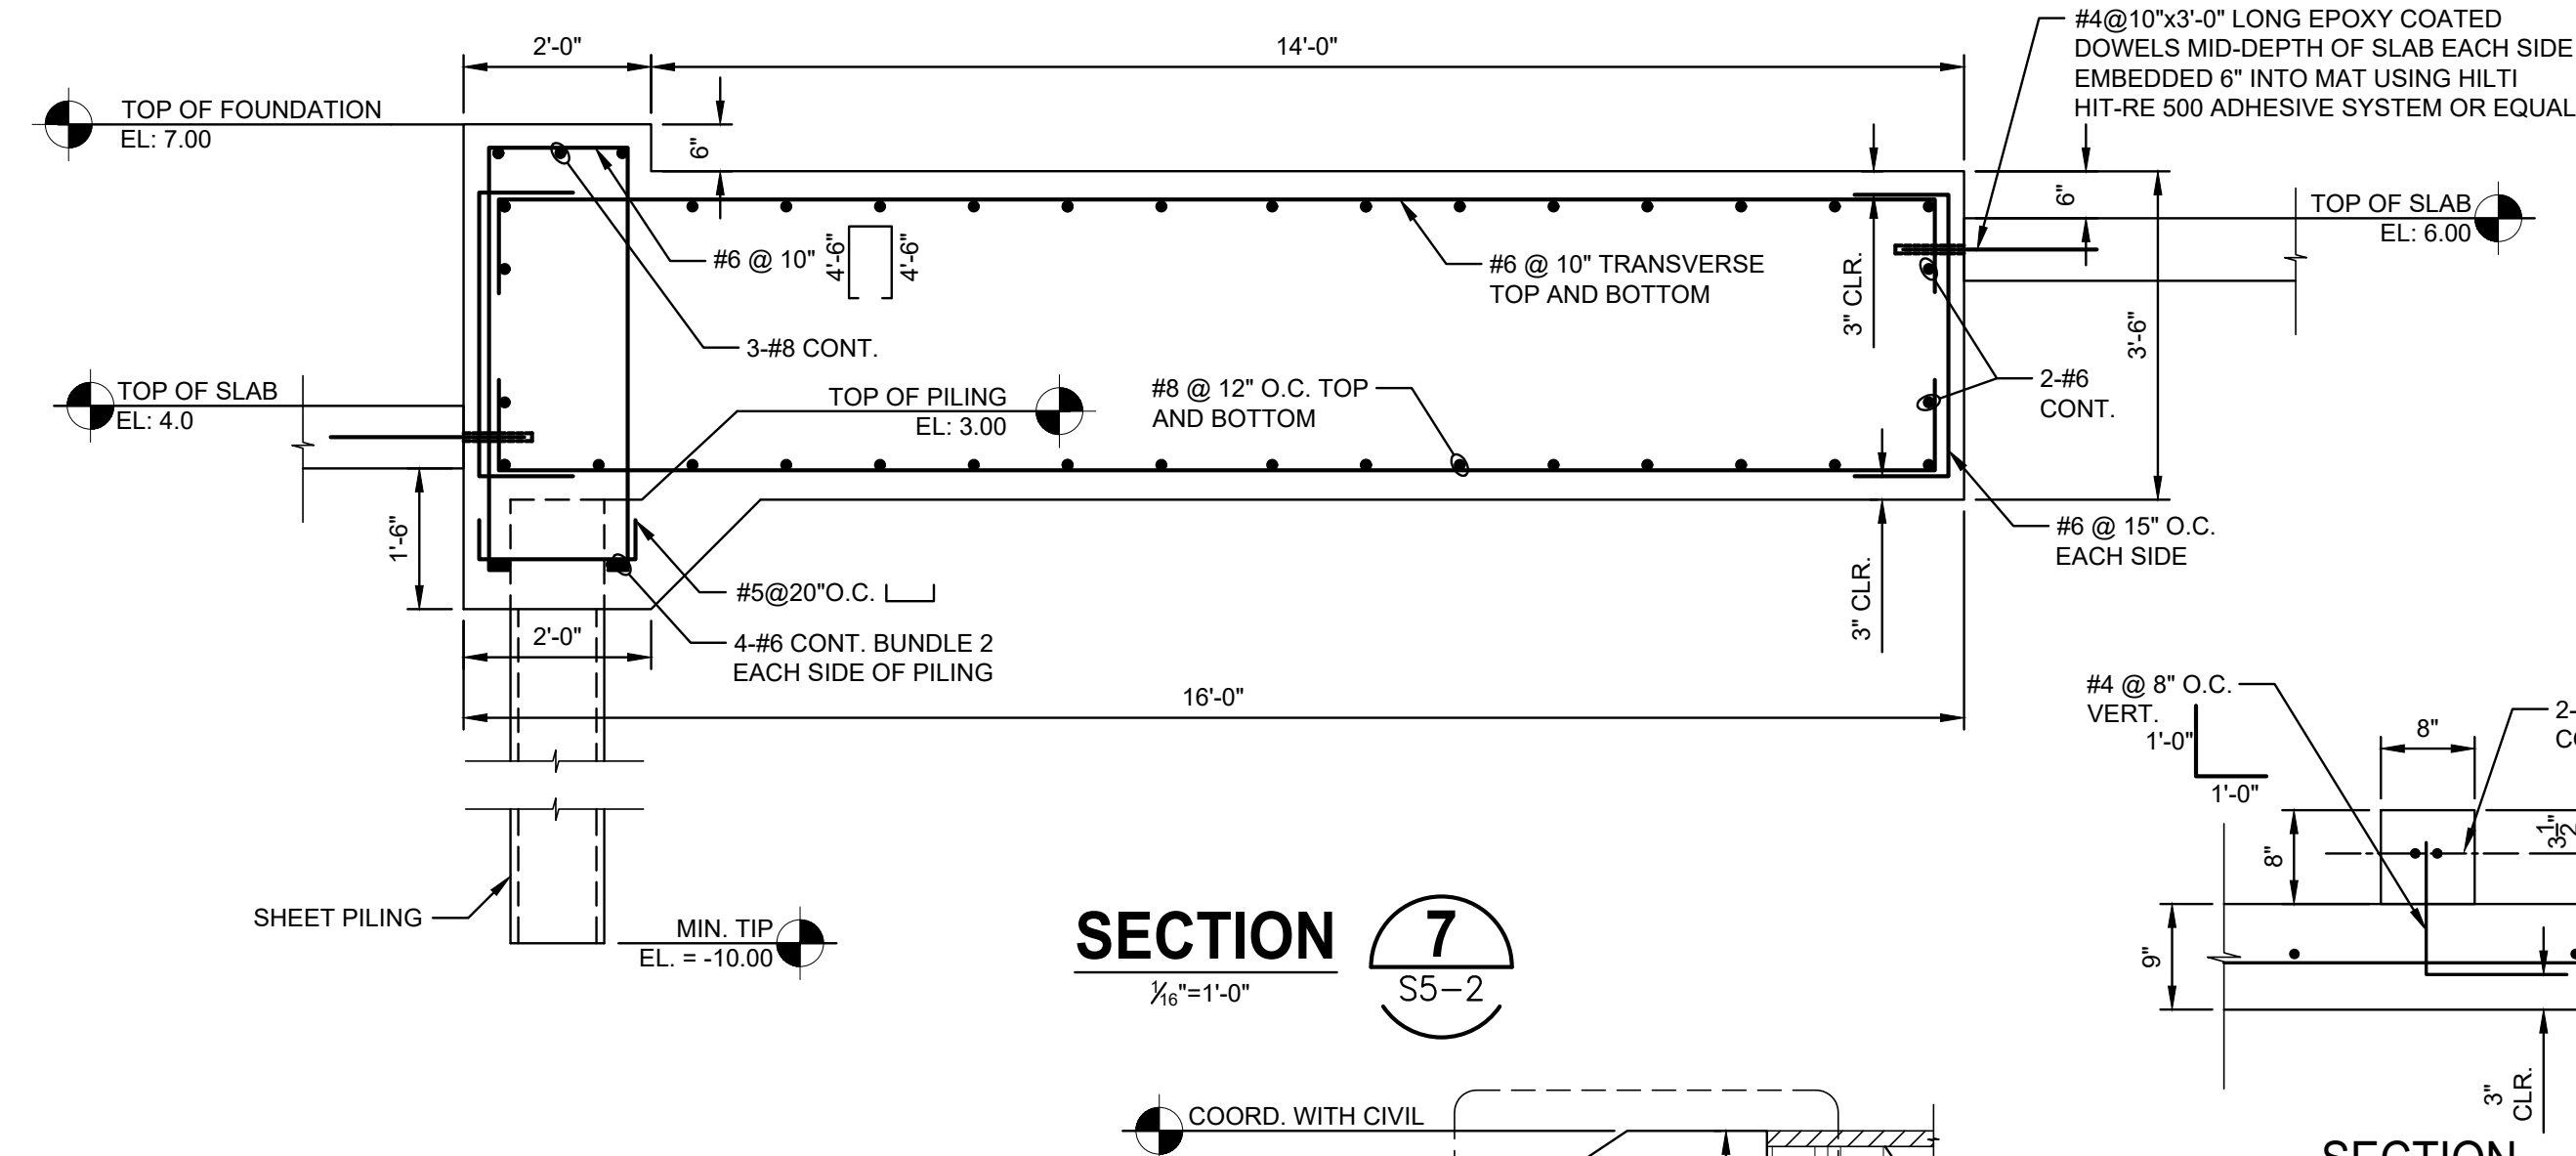 #4@10"x3'-0" LONG EPOXY COATED
DOWELS MID-DEPTH OF SLAB EACH SIDE
EMBEDDED 6" INTO MAT USING HILTI
HIT-RE 500 ADHESIVE SYSTEM OR EQUAL
2'-0"
14'-0"
TOP OF FOUNDATION
EL: 7.00
6"
6"
TOP OF SLAB
EL: 6.00
#6 @ 10"
4'-6"
4'-6"
#6 @ 10" TRANSVERSE
TOP AND BOTTOM
3" CLR.
3'-6"
3-#8 CONT.
TOP OF SLAB
EL: 4.0
TOP OF PILING
EL: 3.00
#8 @ 12" O.C. TOP
AND BOTTOM
2-#6
CONT.
1'-6"
#6 @ 15" O.C.
EACH SIDE
#5@20"O.C.
3" CLR.
2'-0"
4-#6 CONT. BUNDLE 2
EACH SIDE OF PILING
16'-0"
SHEET PILING
MIN. TIP
EL. = -10.00
SECTION
1/16"=1'-0"
7
S5-2
#4 @ 8" O.C.
VERT.
1'-0"
1'-0"
8"
2-
8"
3 1/2"
9"
3"
CLR.
SECTION
COORD. WITH CIVIL